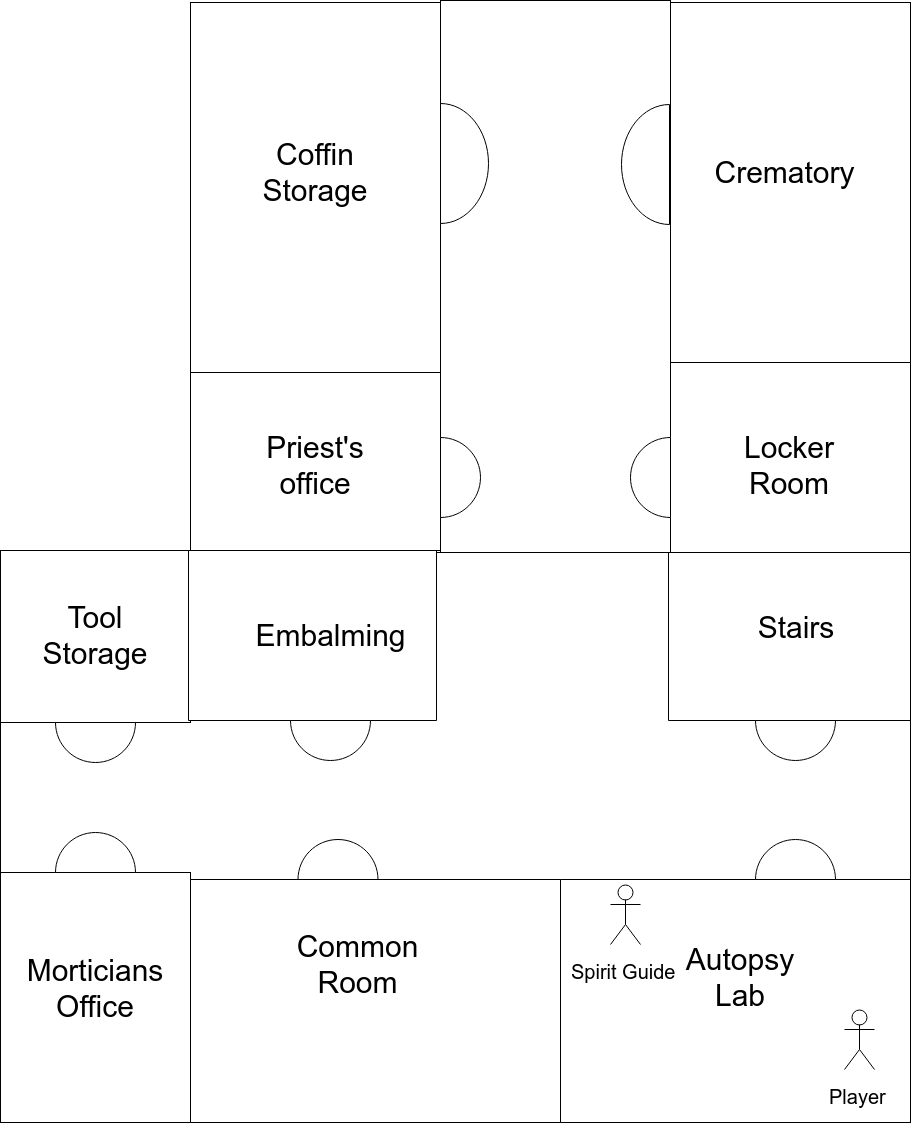 Coffin
Storage
Crematory
Priest's
office
Locker
Room
Tool
Storage
Embalming
Stairs
Morticians
Office
Common
Room
Spirit Guide
Autopsy
Lab
Player